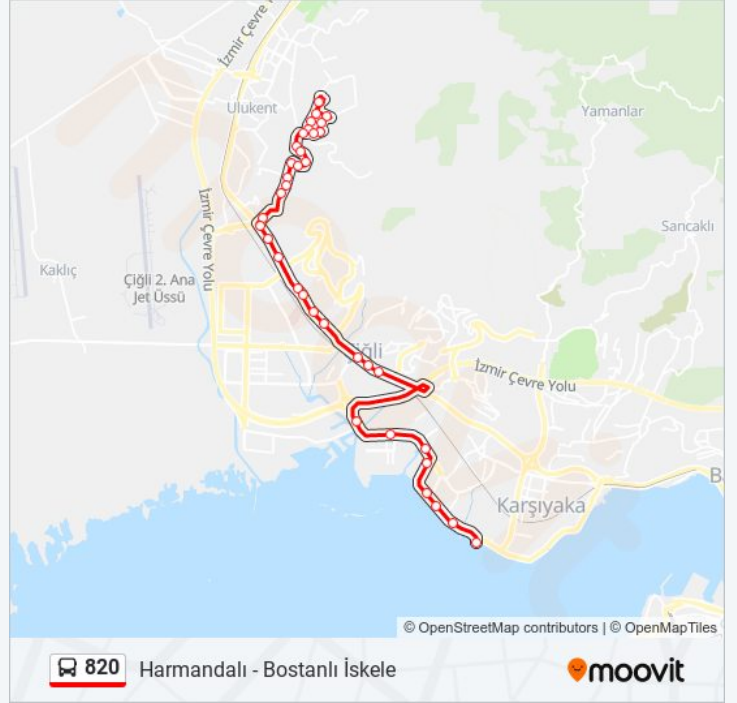 İzmir Çevre Yolu
Ulukent
Yamanlar
İzmir Çevre Yolu
Sancaklı
Kaklıç
Çiğli 2. Ana
Jet Üssü
Çiğli
İzmir Çevre Yolu
Karşıyaka
© OpenStreetMap contributors | © OpenMapTiles
820 Harmandalı - Bostanlı İskele
moovit